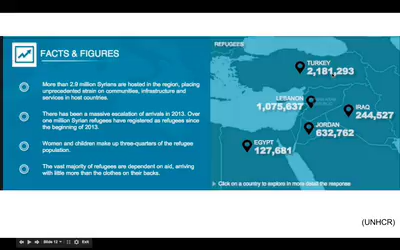 FACTS & FIGURES
More than 2.9 million Syrians are hosted in the region, placing
unprecedented strain on communities, infrastructure and
services in host countries.
There has been a massive escalation of arrivals in 2013. Over
one million Syrian refugees have registered as refugees since
the beginning of 2013.
Women and children make up three-quarters of the refugee
population.
The vast majority of refugees are dependent on aid, arriving
with little more than the clothes on their backs.
REFUGEES
TURKEY
2,181,293
LEBANON
1,075,637
IRAQ
244,527
JORDAN
632,762
EGYPT
127,681
Click on a country to explore in more detail the response
(UNHCR)
Slide 12
Exit